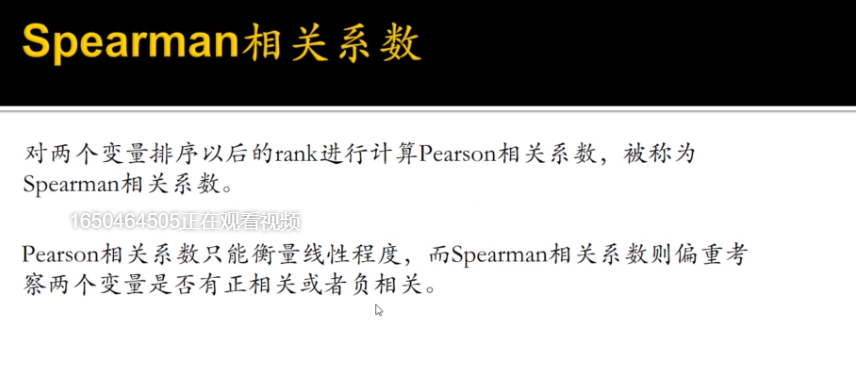 Spearman相关系数
对两个变量排序以后的rank进行计算Pearson相关系数，被称为
Spearman相关系数。
1650464505正在观看视频
Pearson相关系数只能衡量线性程度，而Spearman相关系数则偏重考
察两个变量是否有正相关或者负相关。